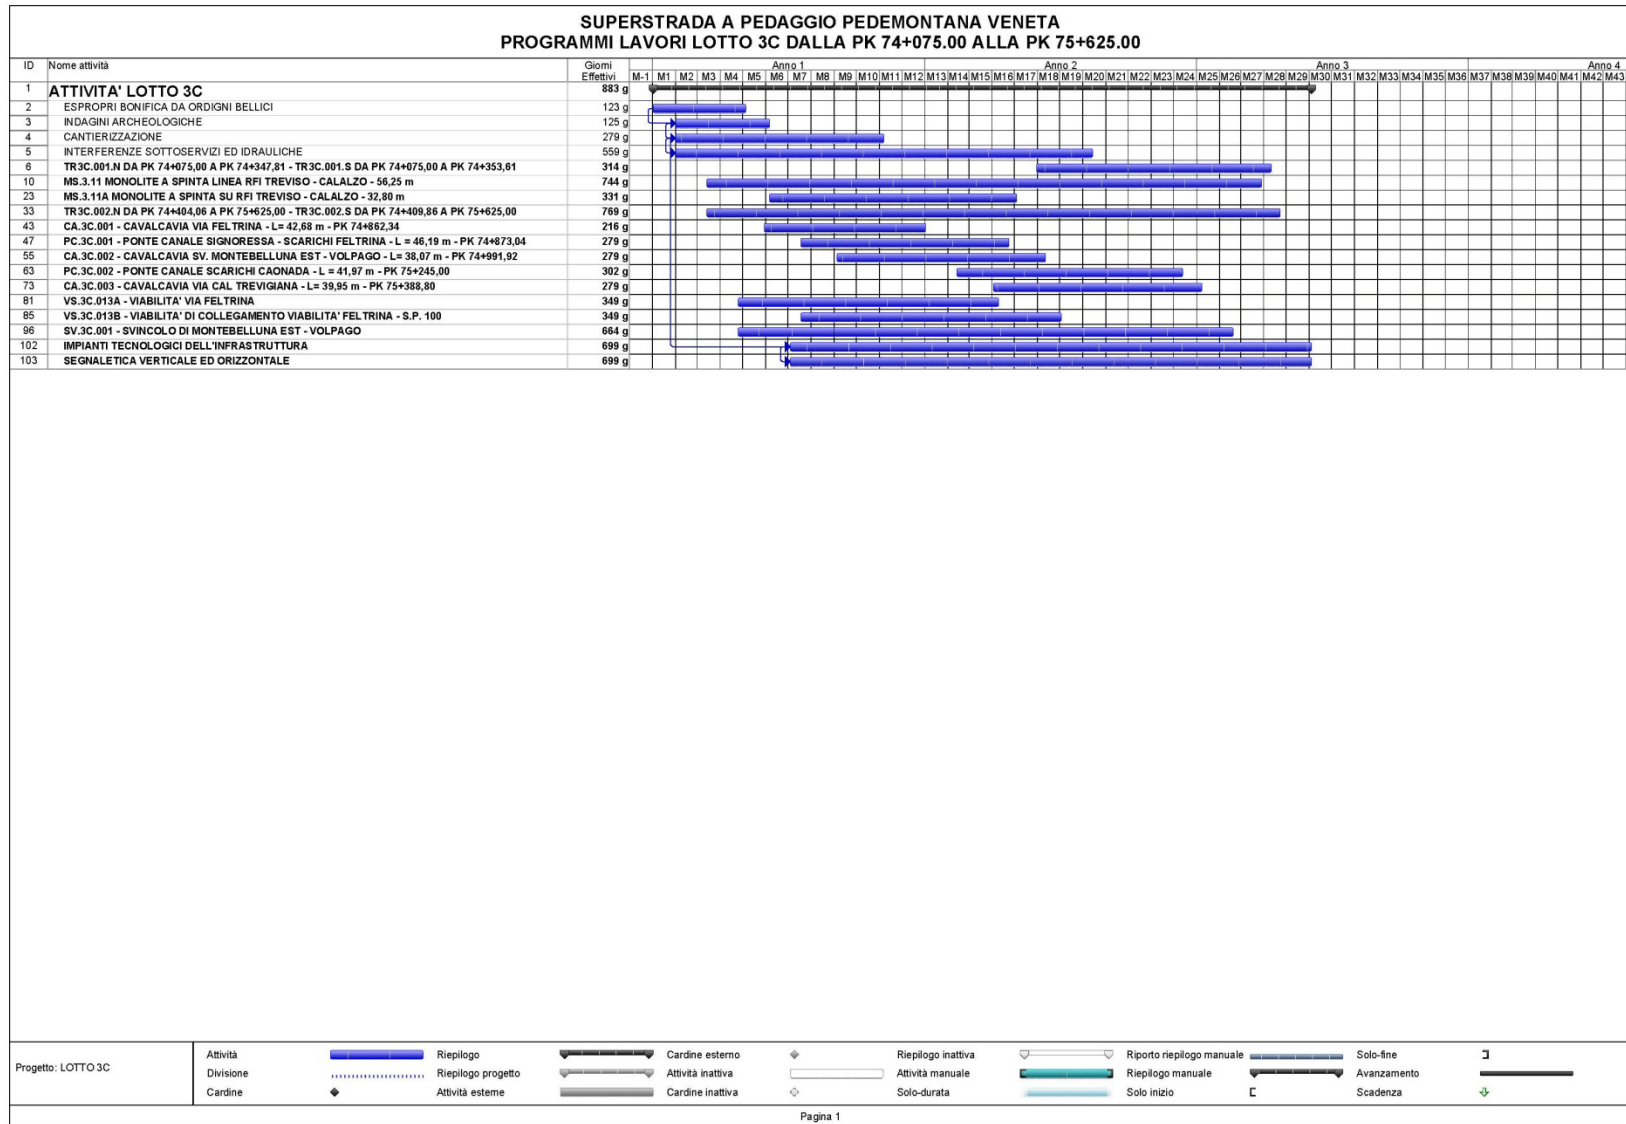 SUPERSTRADA A PEDAGGIO PEDEMONTANA VENETA
PROGRAMMI LAVORI LOTTO 3C DALLA PK 74+075.00 ALLA PK 75+625.00
ID Nome attività Giorni Effettivi Anno 1 Anno 2 Anno 3 Anno 4
M-1 M1 M2 M3 M4 M5 M6 M7 M8 M9 M10 M11 M12 M13 M14 M15 M16 M17 M18 M19 M20 M21 M22 M23 M24 M25 M26 M27 M28 M29 M30 M31 M32 M33 M34 M35 M36 M37 M38 M39 M40 M41 M42 M43
1 ATTIVITA' LOTTO 3C 883 g
2 ESPROPRI BONIFICA DA ORDIGNI BELLICI 123 g
3 INDAGINI ARCHEOLOGICHE 125 g
4 CANTIERIZZAZIONE 279 g
5 INTERFERENZE SOTTOSERVIZI ED IDRAULICHE 559 g
6 TR3C.001.N DA PK 74+075,00 A PK 74+347,81 - TR3C.001.S DA PK 74+075,00 A PK 74+353,61 314 g
10 MS.3.11 MONOLITE A SPINTA LINEA RFI TREVISO - CALALZO - 56,25 m 744 g
23 MS.3.11A MONOLITE A SPINTA SU RFI TREVISO - CALALZO - 32,80 m 331 g
33 TR3C.002.N DA PK 74+404,06 A PK 75+625,00 - TR3C.002.S DA PK 74+409,86 A PK 75+625,00 769 g
43 CA.3C.001 - CAVALCAVIA VIA FELTRINA - L= 42,68 m - PK 74+862,34 216 g
47 PC.3C.001 - PONTE CANALE SIGNORESSA - SCARICHI FELTRINA - L = 46,19 m - PK 74+873,04 279 g
55 CA.3C.002 - CAVALCAVIA SV. MONTEBELLUNA EST - VOLPAGO - L= 38,07 m - PK 74+991,92 279 g
63 PC.3C.002 - PONTE CANALE SCARICHI CAONADA - L = 41,97 m - PK 75+245,00 302 g
73 CA.3C.003 - CAVALCAVIA VIA CAL TREVIGIANA - L= 39,95 m - PK 75+388,80 279 g
81 VS.3C.013A - VIABILITA' VIA FELTRINA 349 g
85 VS.3C.013B - VIABILITA' DI COLLEGAMENTO VIABILITA' FELTRINA - S.P. 100 349 g
96 SV.3C.001 - SVINCOLO DI MONTEBELLUNA EST - VOLPAGO 664 g
102 IMPIANTI TECNOLOGICI DELL'INFRASTRUTTURA 699 g
103 SEGNALETICA VERTICALE ED ORIZZONTALE 699 g
Progetto: LOTTO 3C
Attività Riepilogo Cardine esterno Riepilogo inattiva Riporto riepilogo manuale Solo-fine
Divisione Riepilogo progetto Attività inattiva Attività manuale Riepilogo manuale Avanzamento
Cardine Attività esterne Cardine inattiva Solo-durata Solo inizio Scadenza
Pagina 1